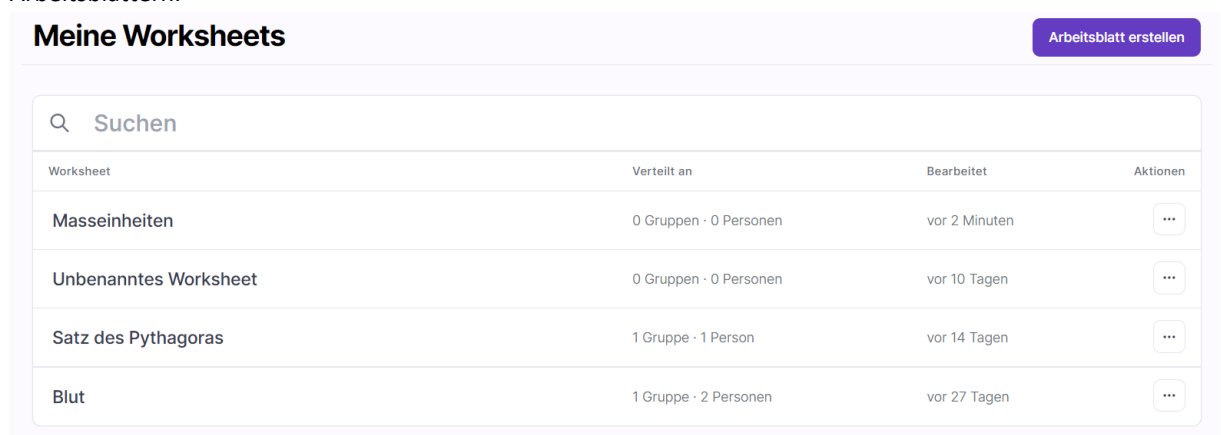 Arbeitsblättern.
Meine Worksheets
Arbeitsblatt erstellen
Suchen
Worksheet Verteilt an Bearbeitet Aktionen
Masseinheiten 0 Gruppen · 0 Personen vor 2 Minuten ...
Unbenanntes Worksheet 0 Gruppen · 0 Personen vor 10 Tagen ...
Satz des Pythagoras 1 Gruppe · 1 Person vor 14 Tagen ...
Blut 1 Gruppe · 2 Personen vor 27 Tagen ...